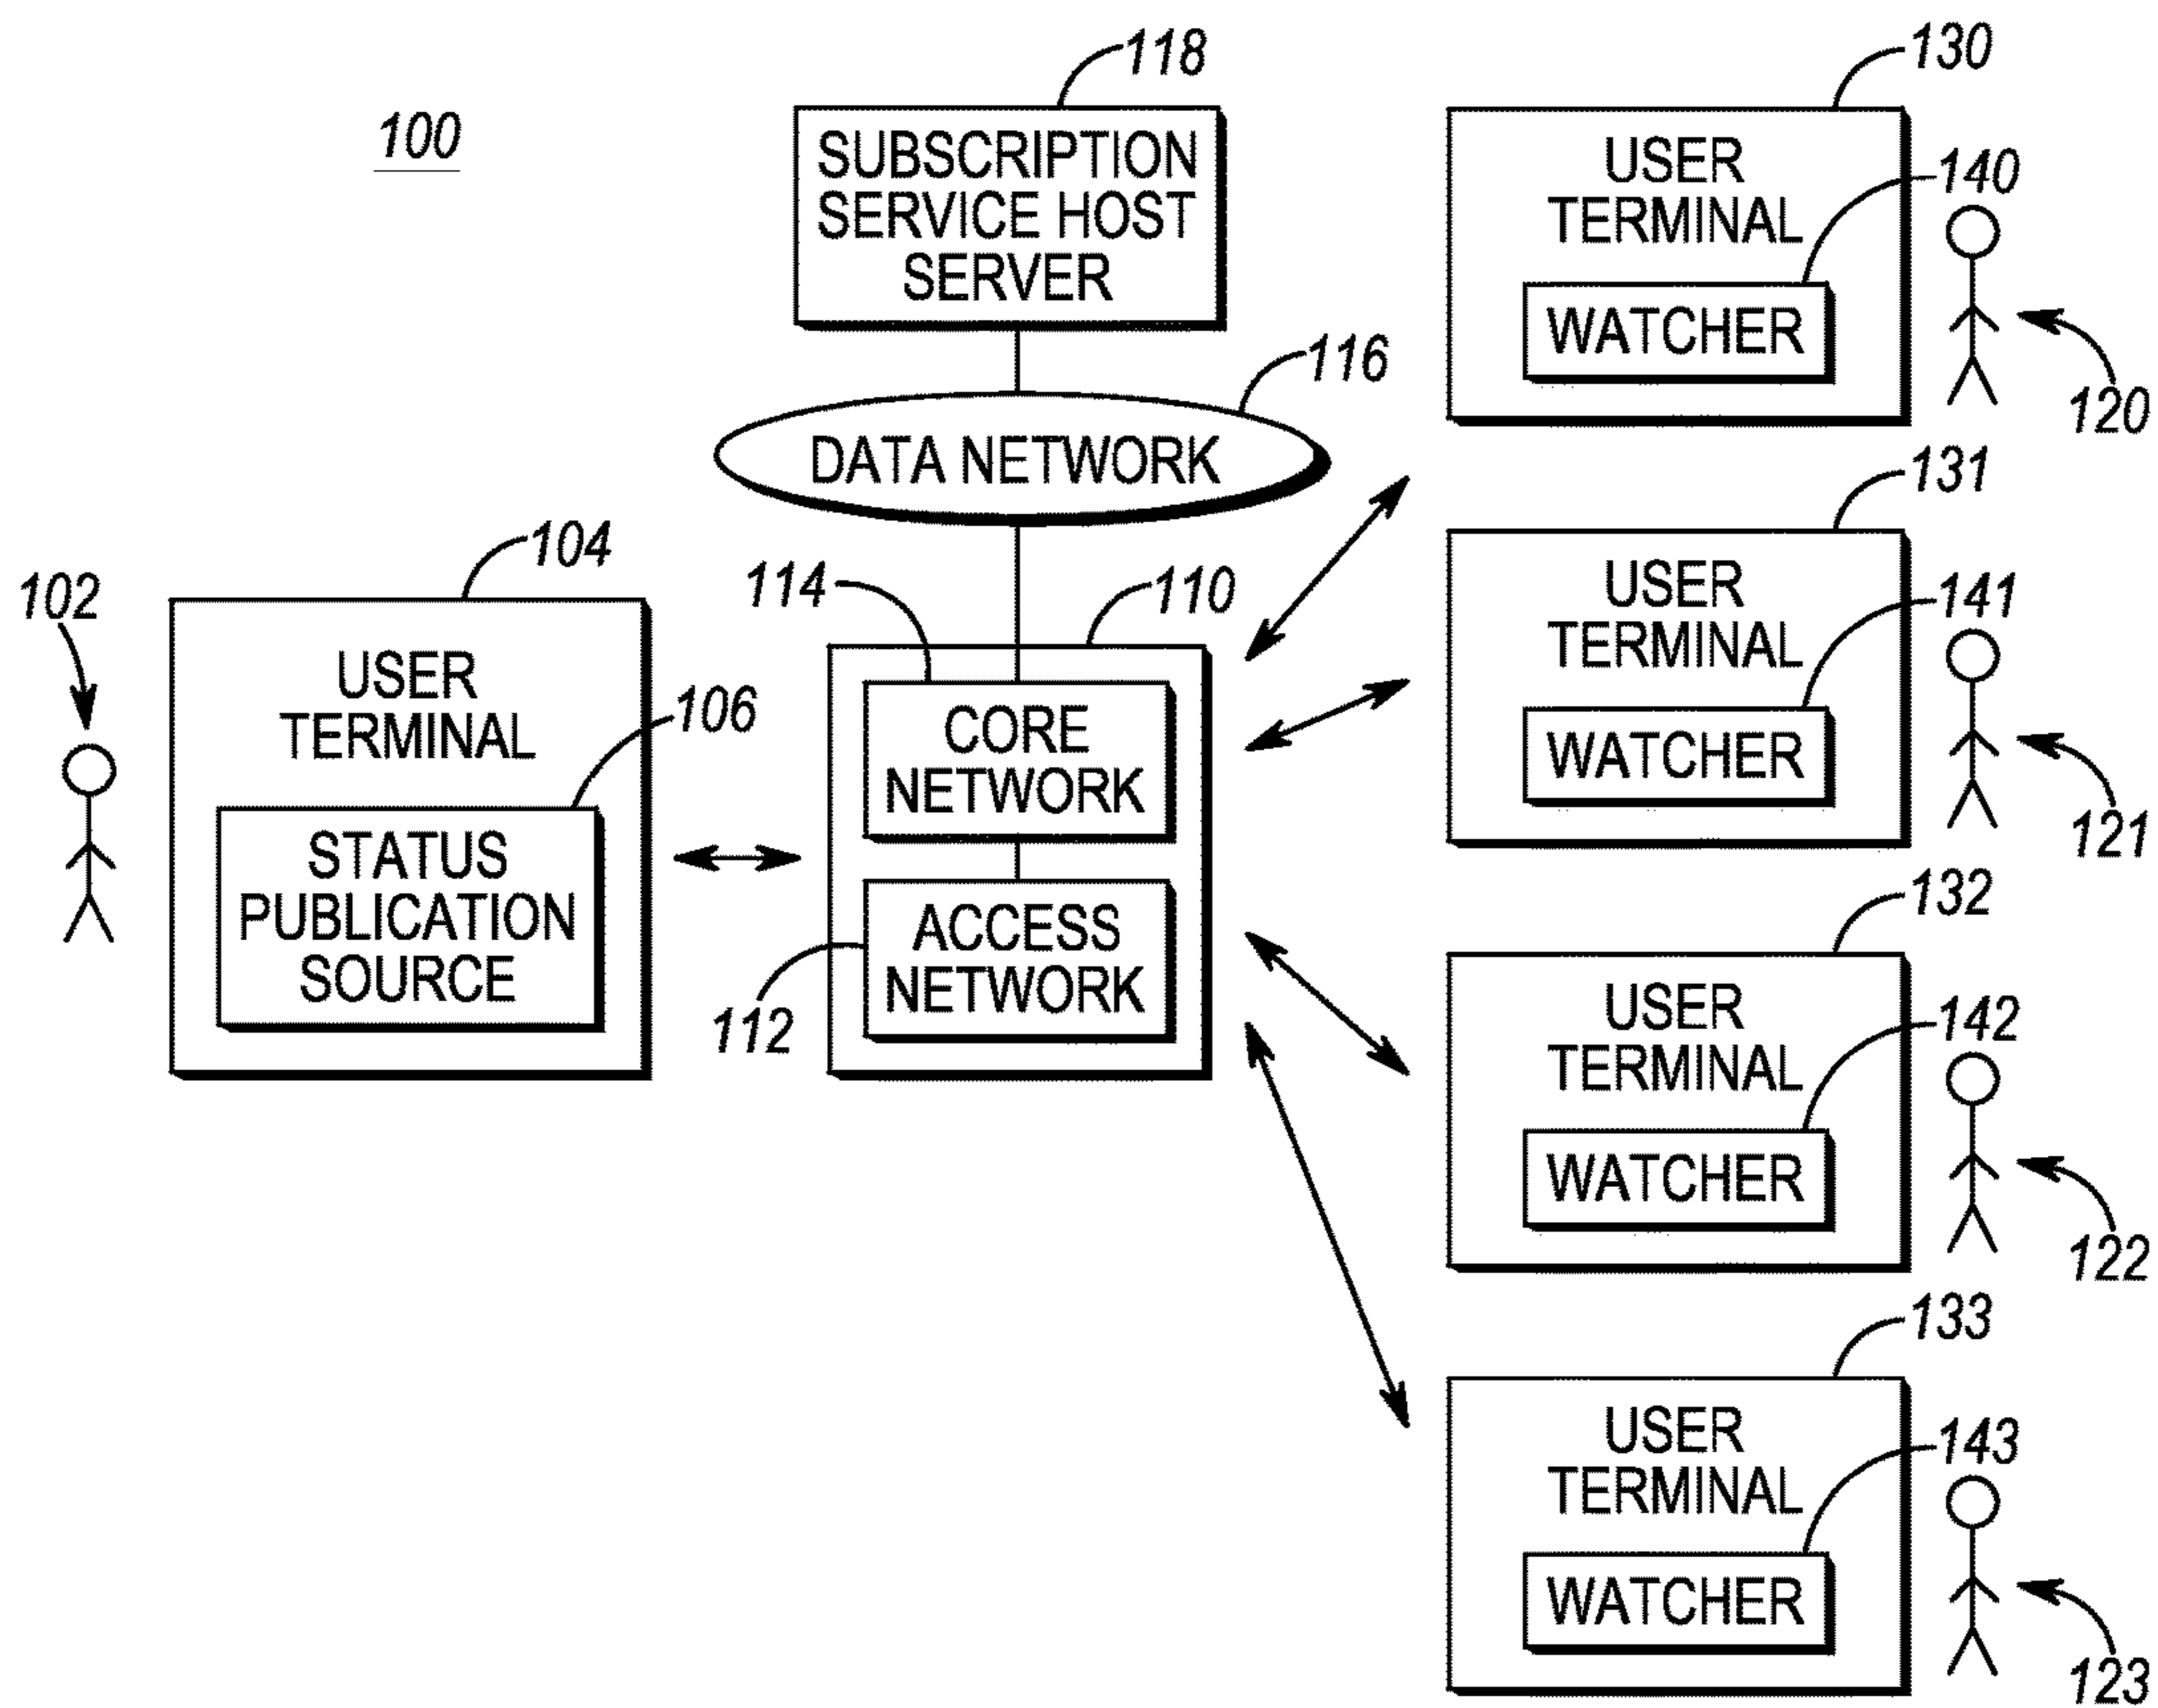 100
118
SUBSCRIPTION
SERVICE HOST
SERVER
116
DATA NETWORK
102
104
USER
TERMINAL
106
STATUS
PUBLICATION
SOURCE
114
110
CORE
NETWORK
ACCESS
NETWORK
112
130
USER
TERMINAL
140
WATCHER
120
131
USER
TERMINAL
141
WATCHER
121
132
USER
TERMINAL
142
WATCHER
122
133
USER
TERMINAL
143
WATCHER
123